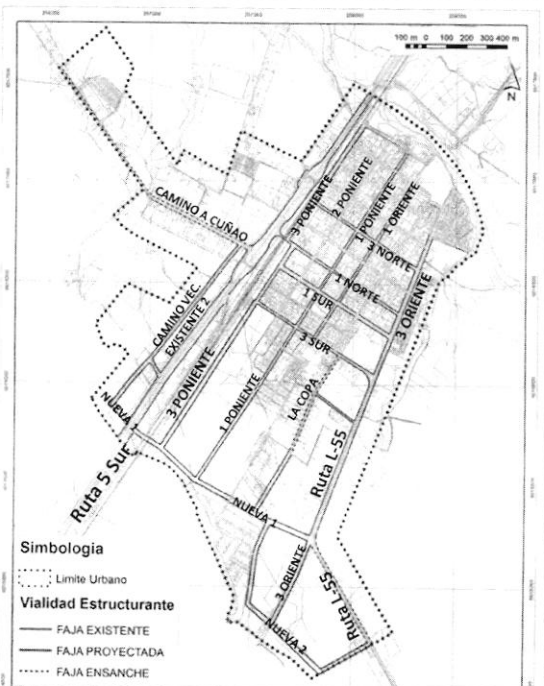 100 m 0 100 200 300 400 m
N
CAMINO A CUÑAO
3 PONIENTE
2 PONIENTE
1 PONIENTE
1 ORIENTE
3 NORTE
1 NORTE
1 SUR
3 SUR
3 ORIENTE
CAMINO VEC.
EXISTENTE 2
3 PONIENTE
1 PONIENTE
LA COPA
NUEVA 1
Ruta 5 Sur
Ruta L-55
NUEVA 1
3 ORIENTE
Ruta L-55
NUEVA 2
Simbologia
Limite Urbano
Vialidad Estructurante
FAJA EXISTENTE
FAJA PROYECTADA
FAJA ENSANCHE